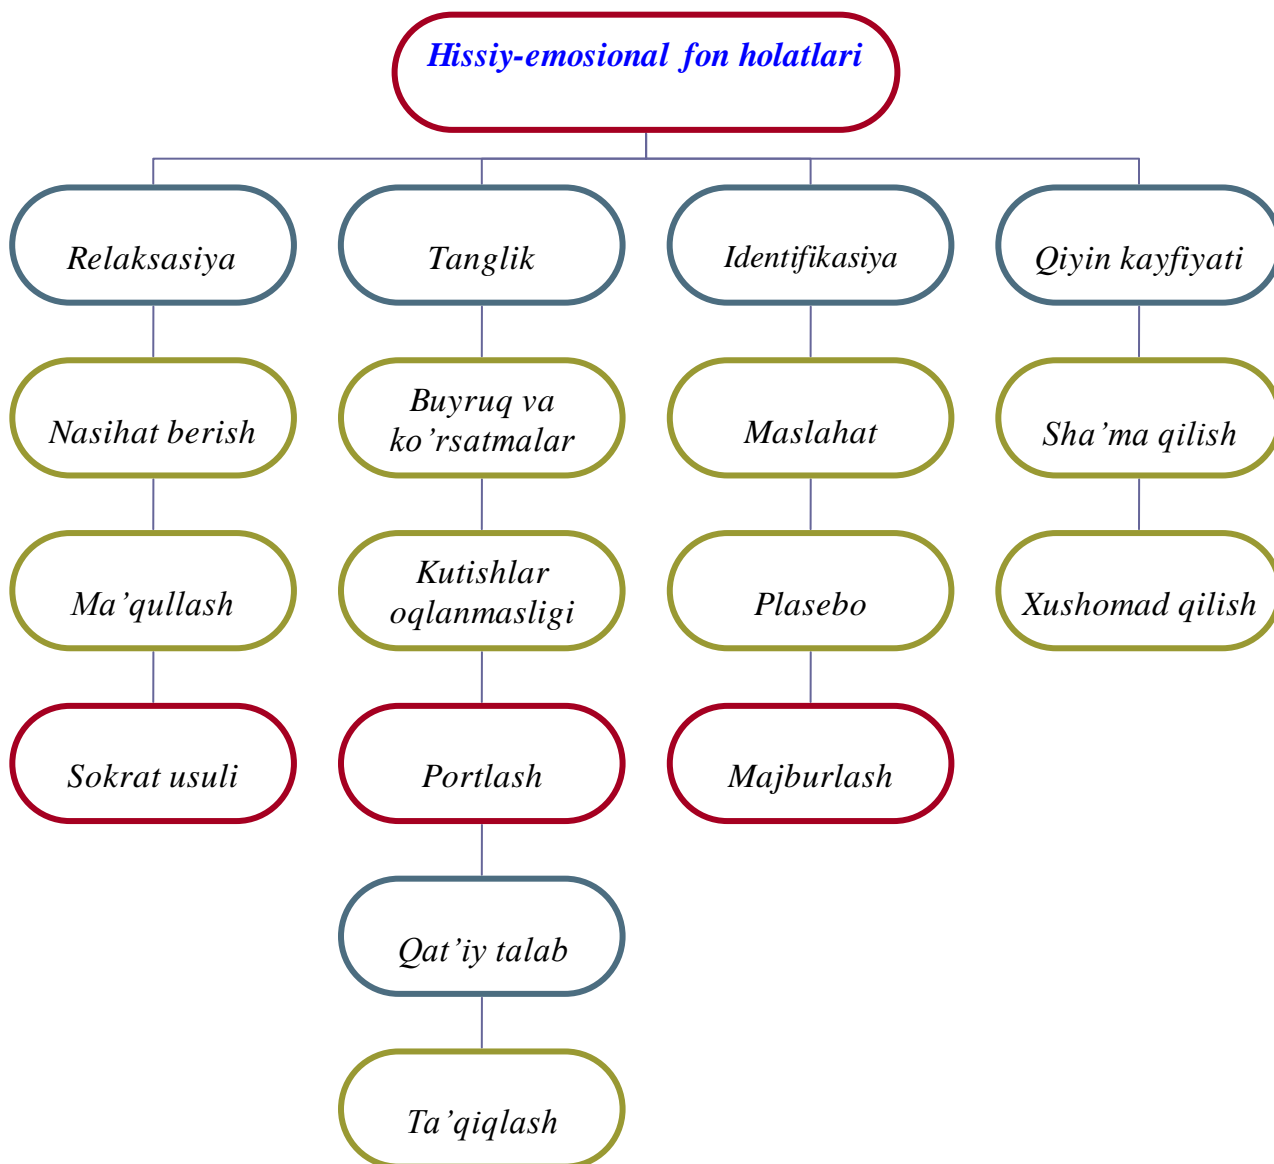 Hissiy-emosional fon holatlari
Relaksasiya
Tanglik
Identifikasiya
Qiyin kayfiyati
Nasihat berish
Buyruq va
ko’rsatmalar
Maslahat
Sha’ma qilish
Ma’qullash
Kutishlar
oqlanmasligi
Plasebo
Xushomad qilish
Sokrat usuli
Portlash
Majburlash
Qat’iy talab
Ta’qiqlash